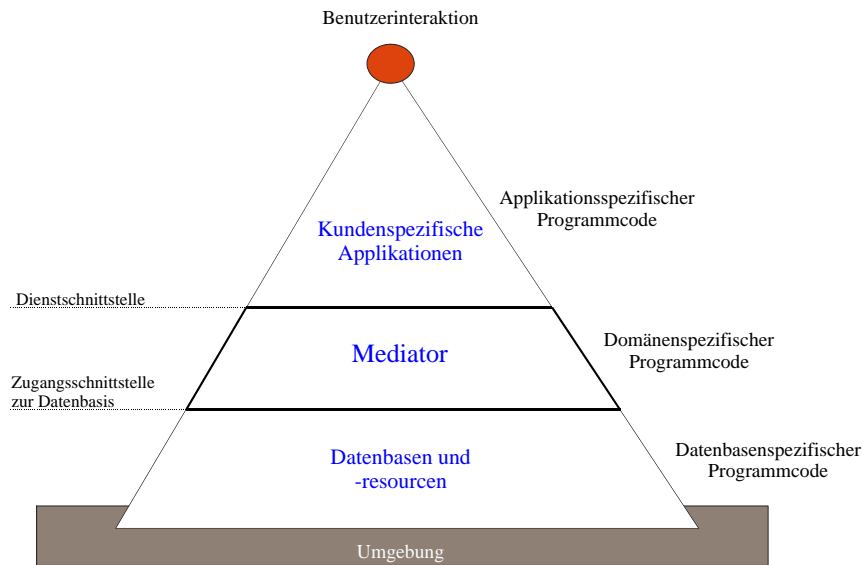 Benutzerinteraktion
Applikationsspezifischer
Programmcode
Kundenspezifische
Applikationen
Dienstschnittstelle
Domänenspezifischer
Programmcode
Mediator
Zugangsschnittstelle
zur Datenbasis
Datenbasenspezifischer
Programmcode
Datenbasen und
-resourcen
Umgebung